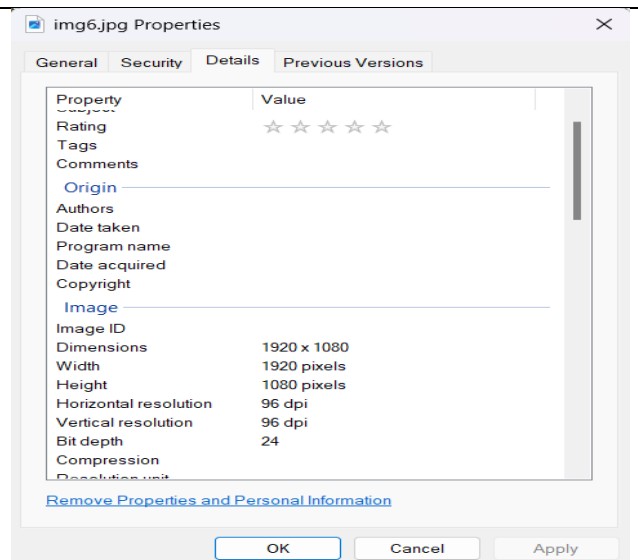 img6.jpg Properties
General Security Details Previous Versions
Property Value
Rating
Tags
Comments
Origin
Authors
Date taken
Program name
Date acquired
Copyright
Image
Image ID
Dimensions 1920 x 1080
Width 1920 pixels
Height 1080 pixels
Horizontal resolution 96 dpi
Vertical resolution 96 dpi
Bit depth 24
Compression
Remove Properties and Personal Information
OK Cancel Apply